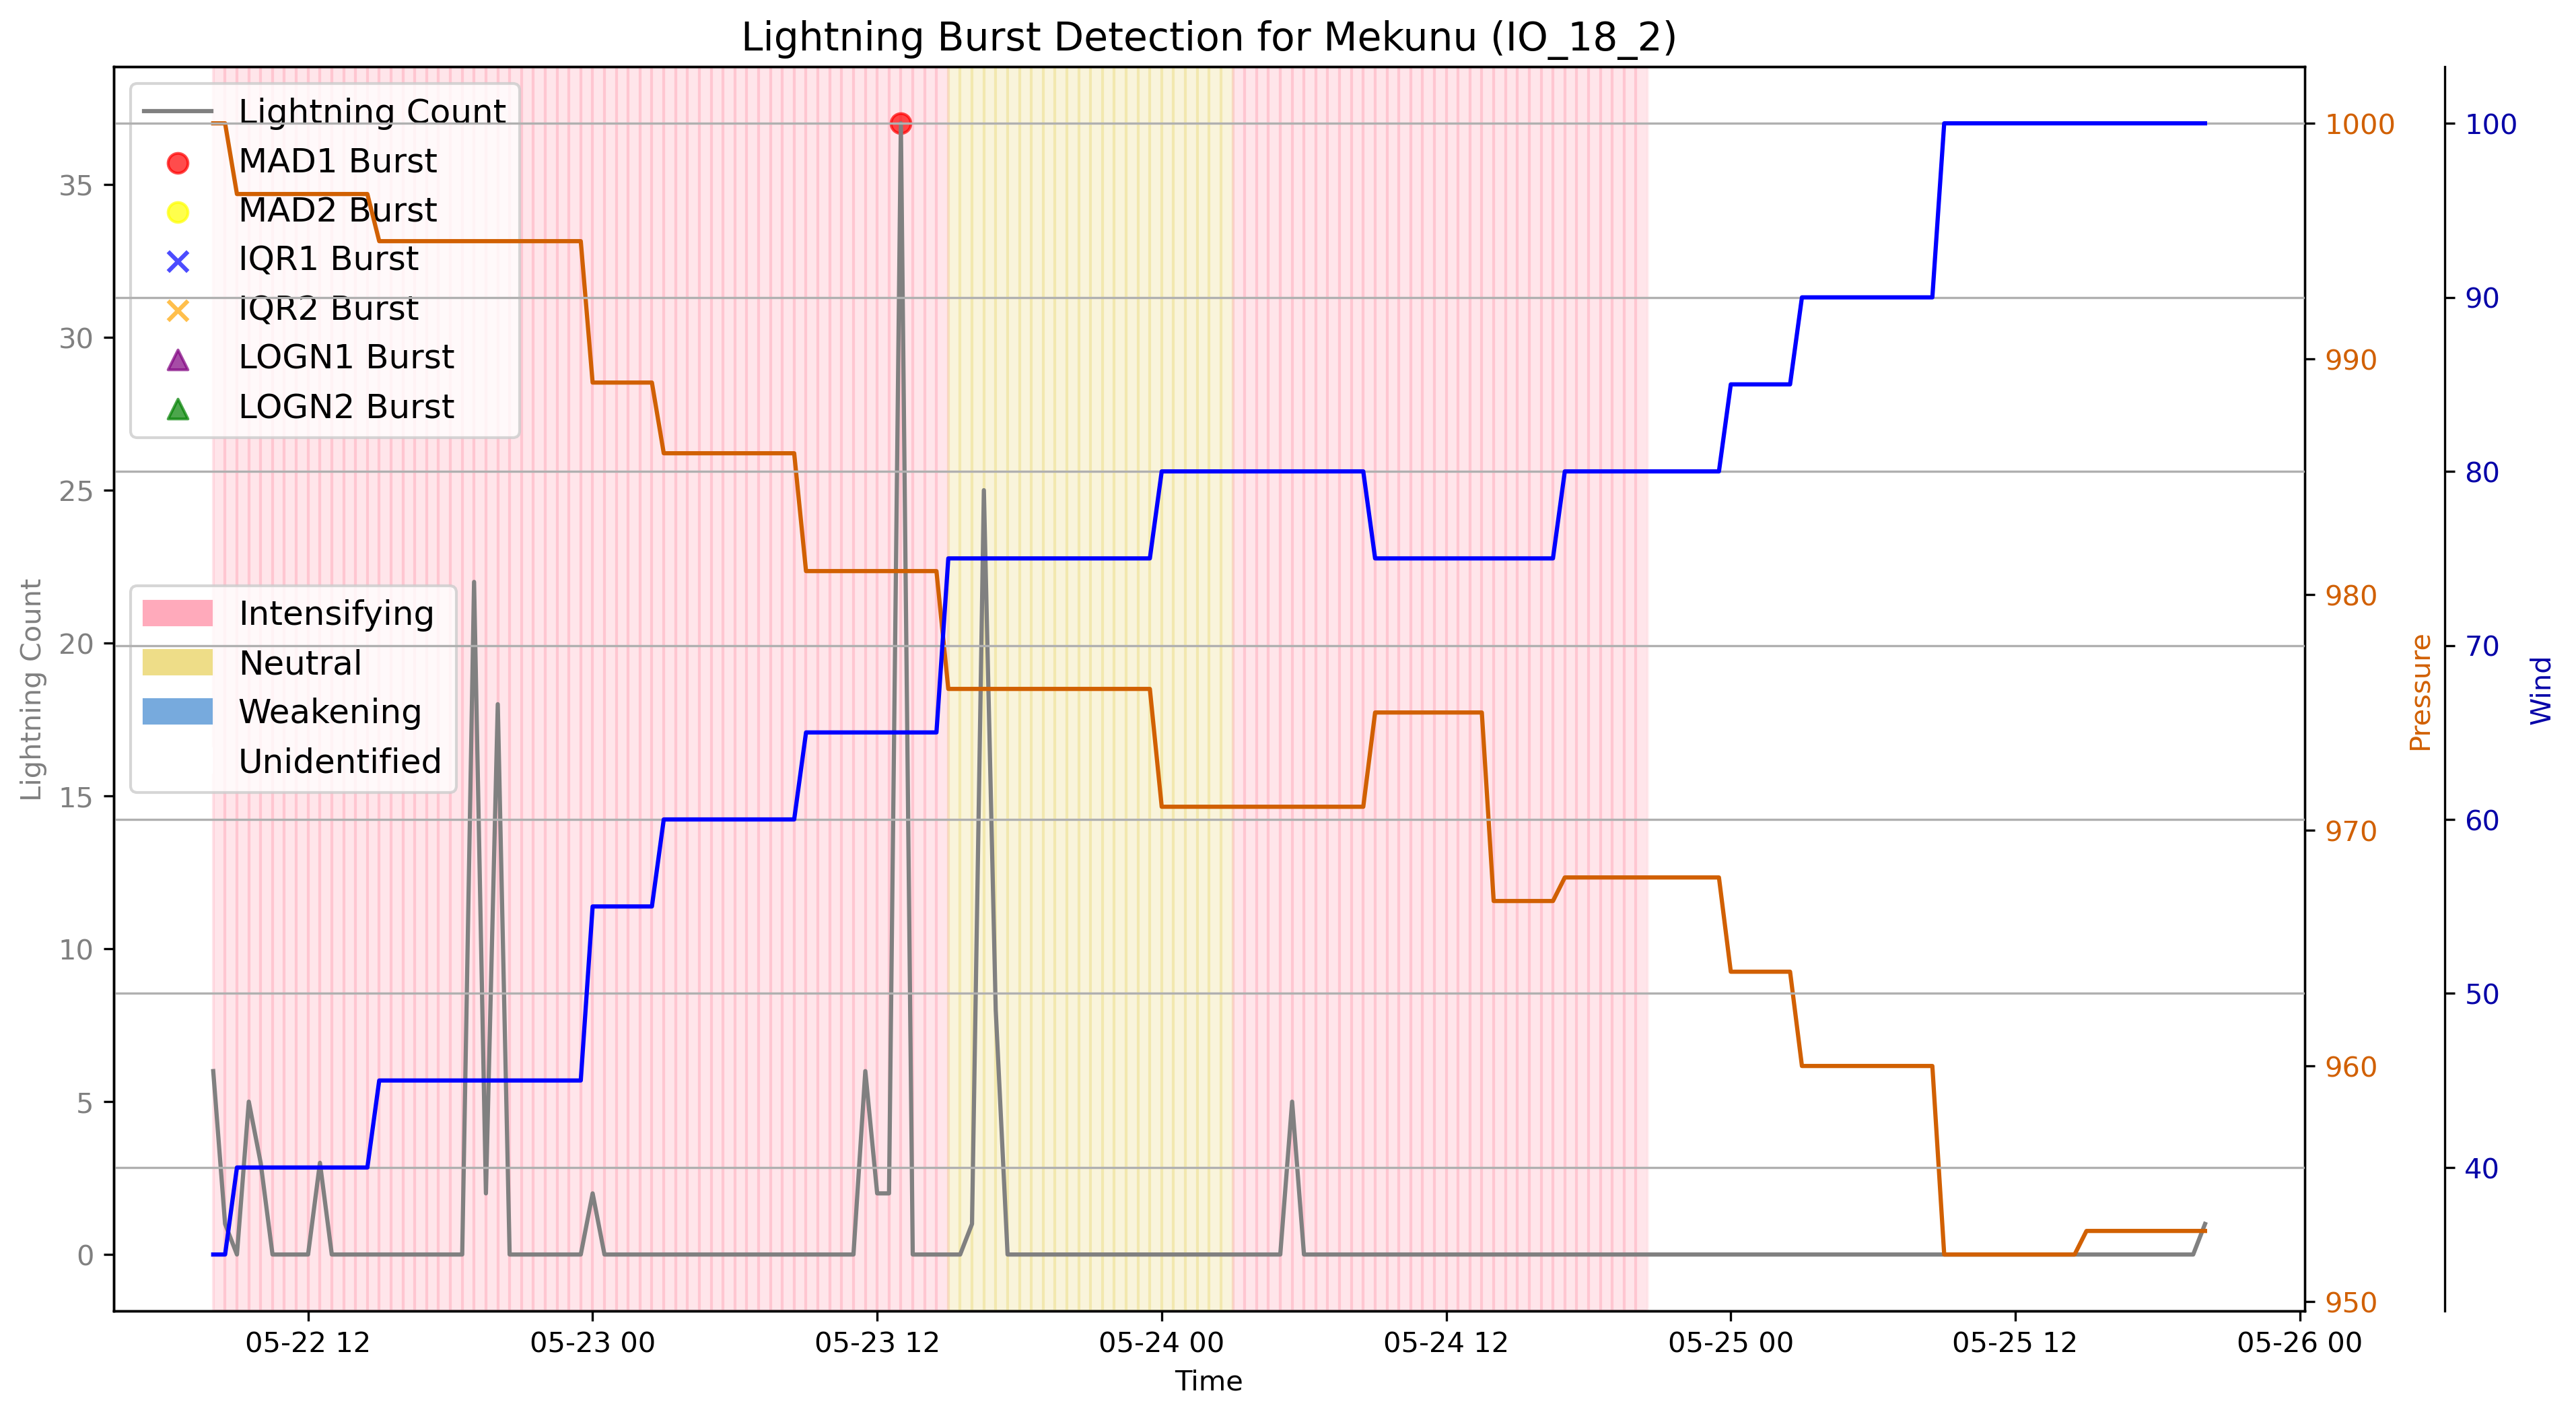 Lightning Burst Detection for Mekunu (IO_18_2)
Lightning Count
MAD1 Burst
MAD2 Burst
IQR1 Burst
IQR2 Burst
LOGN1 Burst
LOGN2 Burst
Intensifying
Neutral
Weakening
Unidentified
Lightning Count
35
30
25
20
15
10
5
0
1000
990
980
970
960
950
Pressure
100
90
80
70
60
50
40
Wind
05-22 12
05-23 00
05-23 12
05-24 00
05-24 12
05-25 00
05-25 12
05-26 00
Time